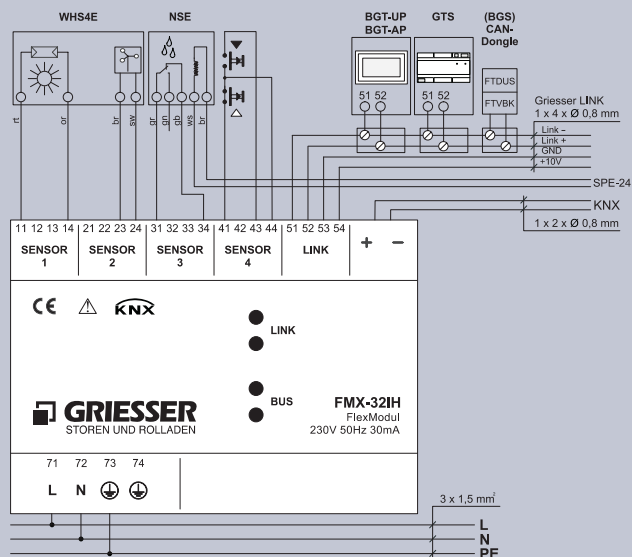 WHS4E NSE BGT-UP BGT-AP GTS (BGS) CAN-Dongle
51 52 51 52 FTDUS
FTVBK
Griesser LINK
1 x 4 x Ø 0,8 mm
rt or br sw gr gn gb ws br
Link –
Link +
GND
+10V
SPE-24
KNX
1 x 2 x Ø 0,8 mm
11 12 13 14 21 22 23 24 31 32 33 34 41 42 43 44 51 52 53 54 + –
SENSOR 1 SENSOR 2 SENSOR 3 SENSOR 4 LINK
CE KNX
LINK
BUS
GRIESSER
STOREN UND ROLLADEN
FMX-32IH
FlexModul
230V 50Hz 30mA
71 72 73 74
L N
3 x 1,5 mm²
L
N
PE